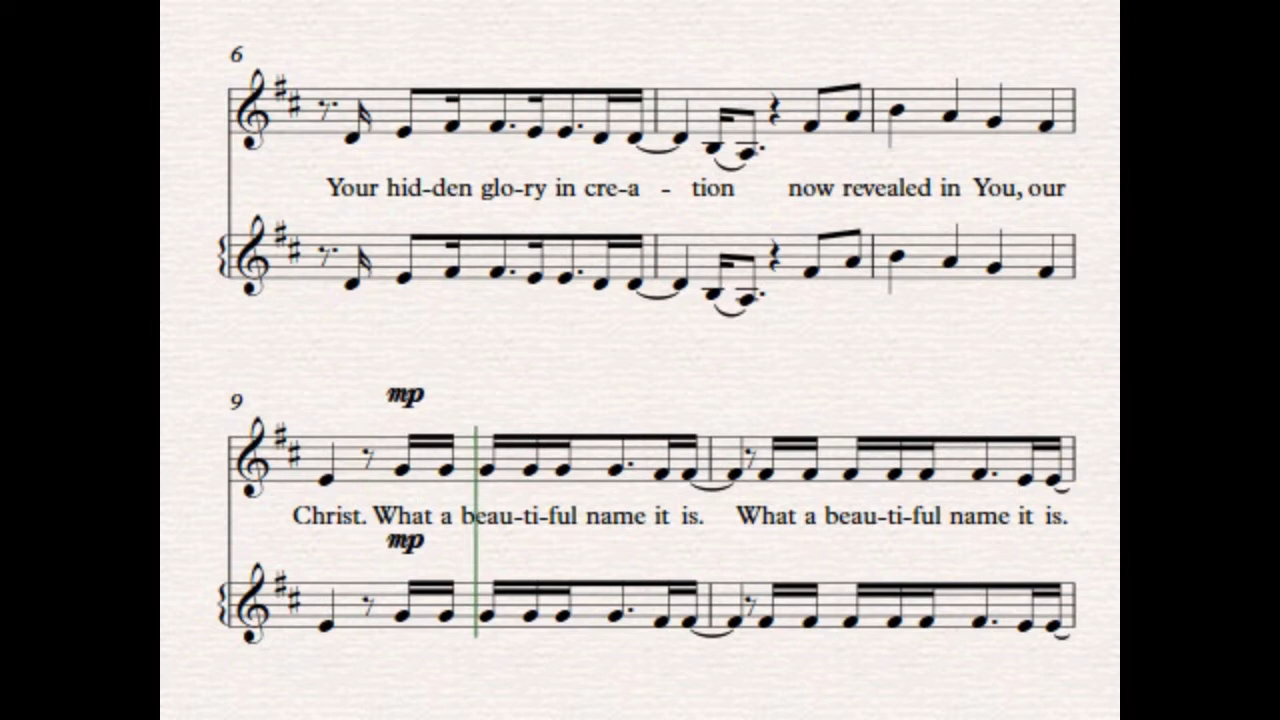 6
Your hid-den glo-ry in cre-a - tion now revealed in You, our
9
mp
Christ. What a beau-ti-ful name it is. What a beau-ti-ful name it is.
mp